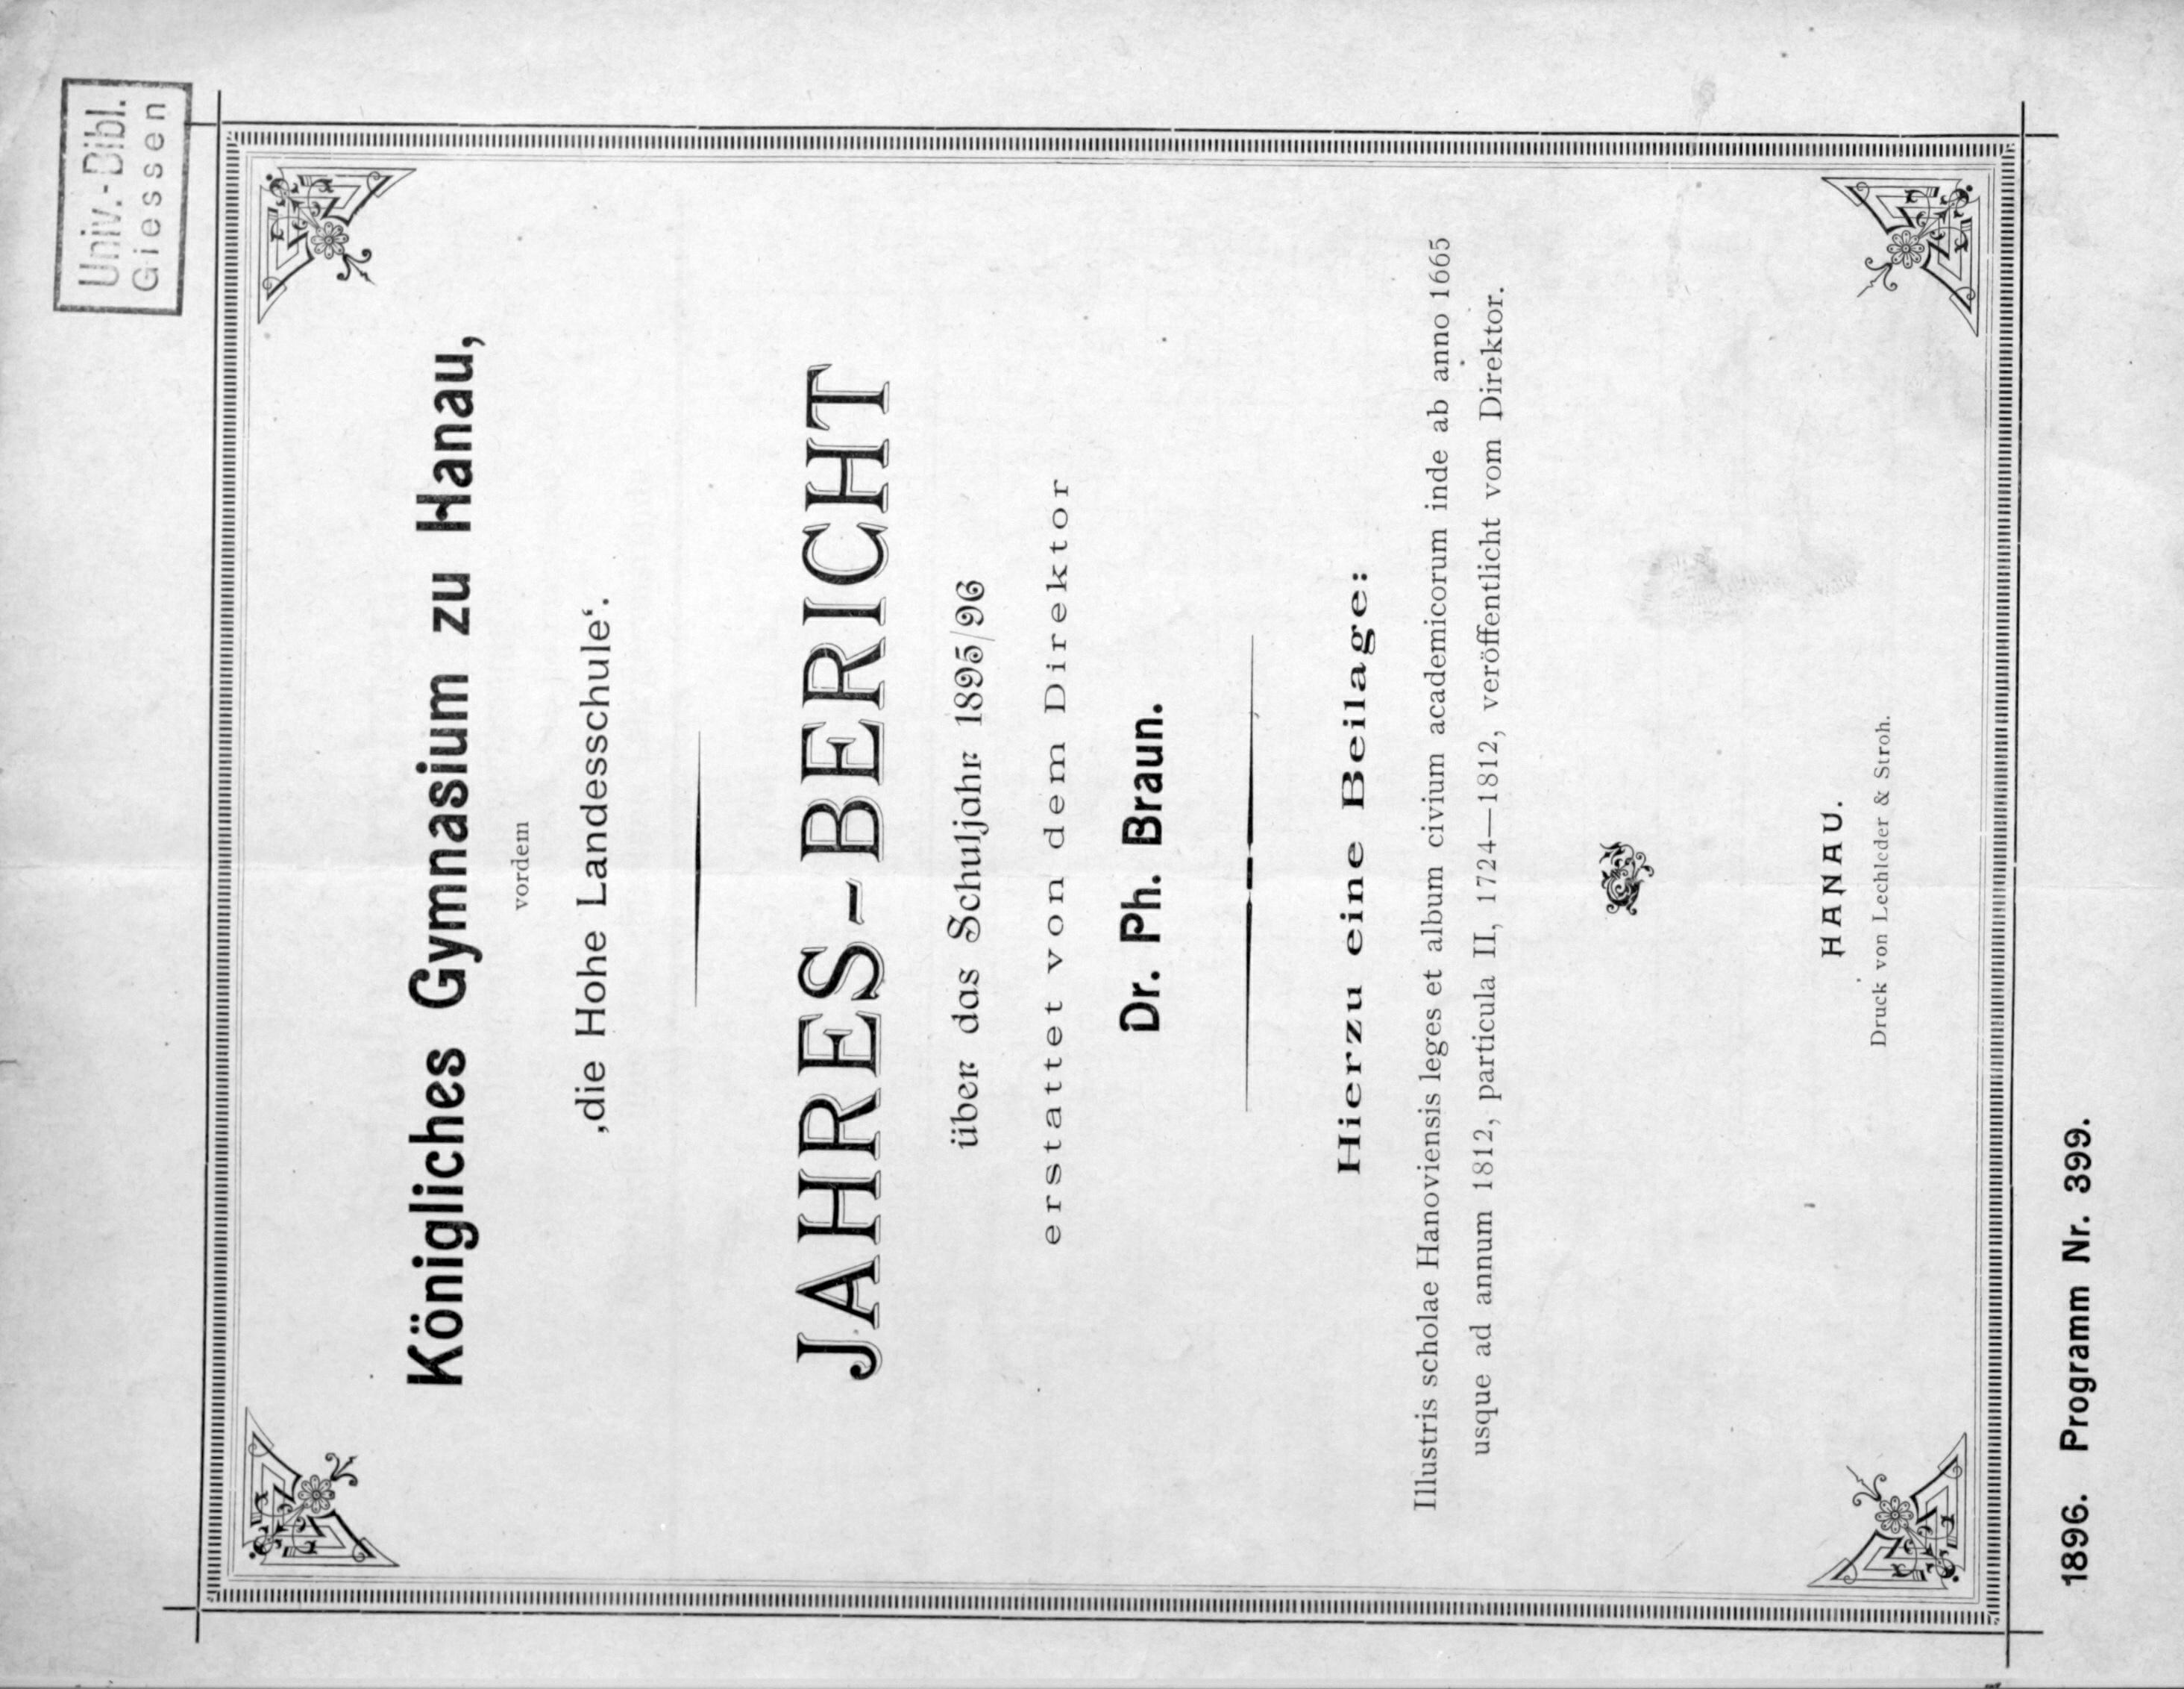 Univ.-Bibl.
Giessen
Königliches Gymnasium zu Hanau,
vordem
‚die Hohe Landesschule‘.
JAHRES-BERICHT
über das Schuljahr 1895/96
erstattet von dem Direktor
Dr. Ph. Braun.
Hierzu eine Beilage:
Illustris scholae Hanoviensis leges et album civium academicorum inde ab anno 1665
usque ad annum 1812, particula II, 1724—1812, veröffentlicht vom Direktor.
HANAU.
Druck von Lechleder & Stroh.
1896. Programm Nr. 399.